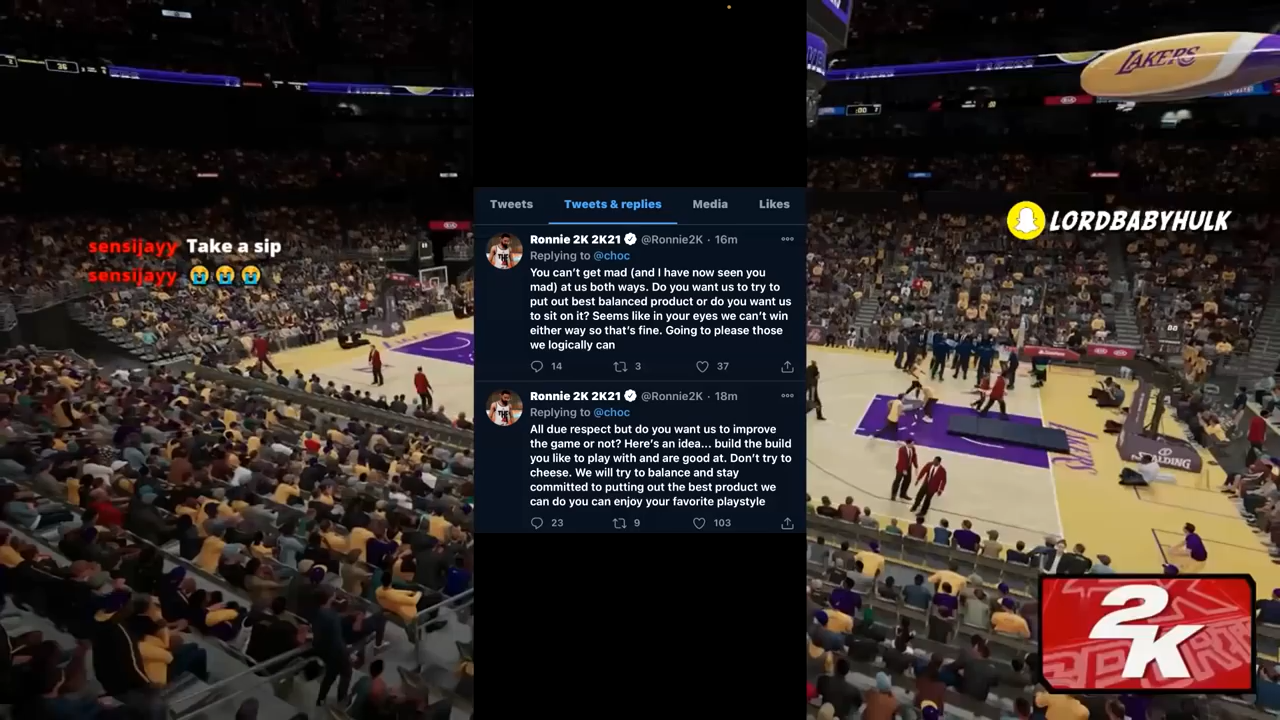 sensijayy Take a sip
sensijayy 😭😭😭
Tweets Tweets & replies Media Likes
Ronnie 2K 2K21 @Ronnie2K · 16m
Replying to @choc
You can’t get mad (and I have now seen you
mad) at us both ways. Do you want us to try to
put out best balanced product or do you want us
to sit on it? Seems like in your eyes we can’t win
either way so that’s fine. Going to please those
we logically can
14 3 37
Ronnie 2K 2K21 @Ronnie2K · 18m
Replying to @choc
All due respect but do you want us to improve
the game or not? Here’s an idea... build the build
you like to play with and are good at. Don’t try to
cheese. We will try to balance and stay
committed to putting out the best product we
can do you can enjoy your favorite playstyle
23 9 103
LAKERS
LORDBABYHULK
LAKERS
SPALDING
2K
36
KIA
:00